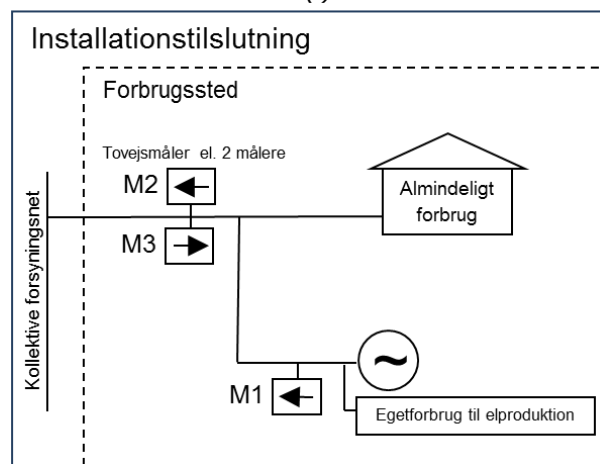 Installationstilslutning
Forbrugssted
Tovejsmåler el. 2 målere
M2
M3
Almindeligt
forbrug
Kollektive forsyningsnet
M1
~
Egetforbrug til elproduktion